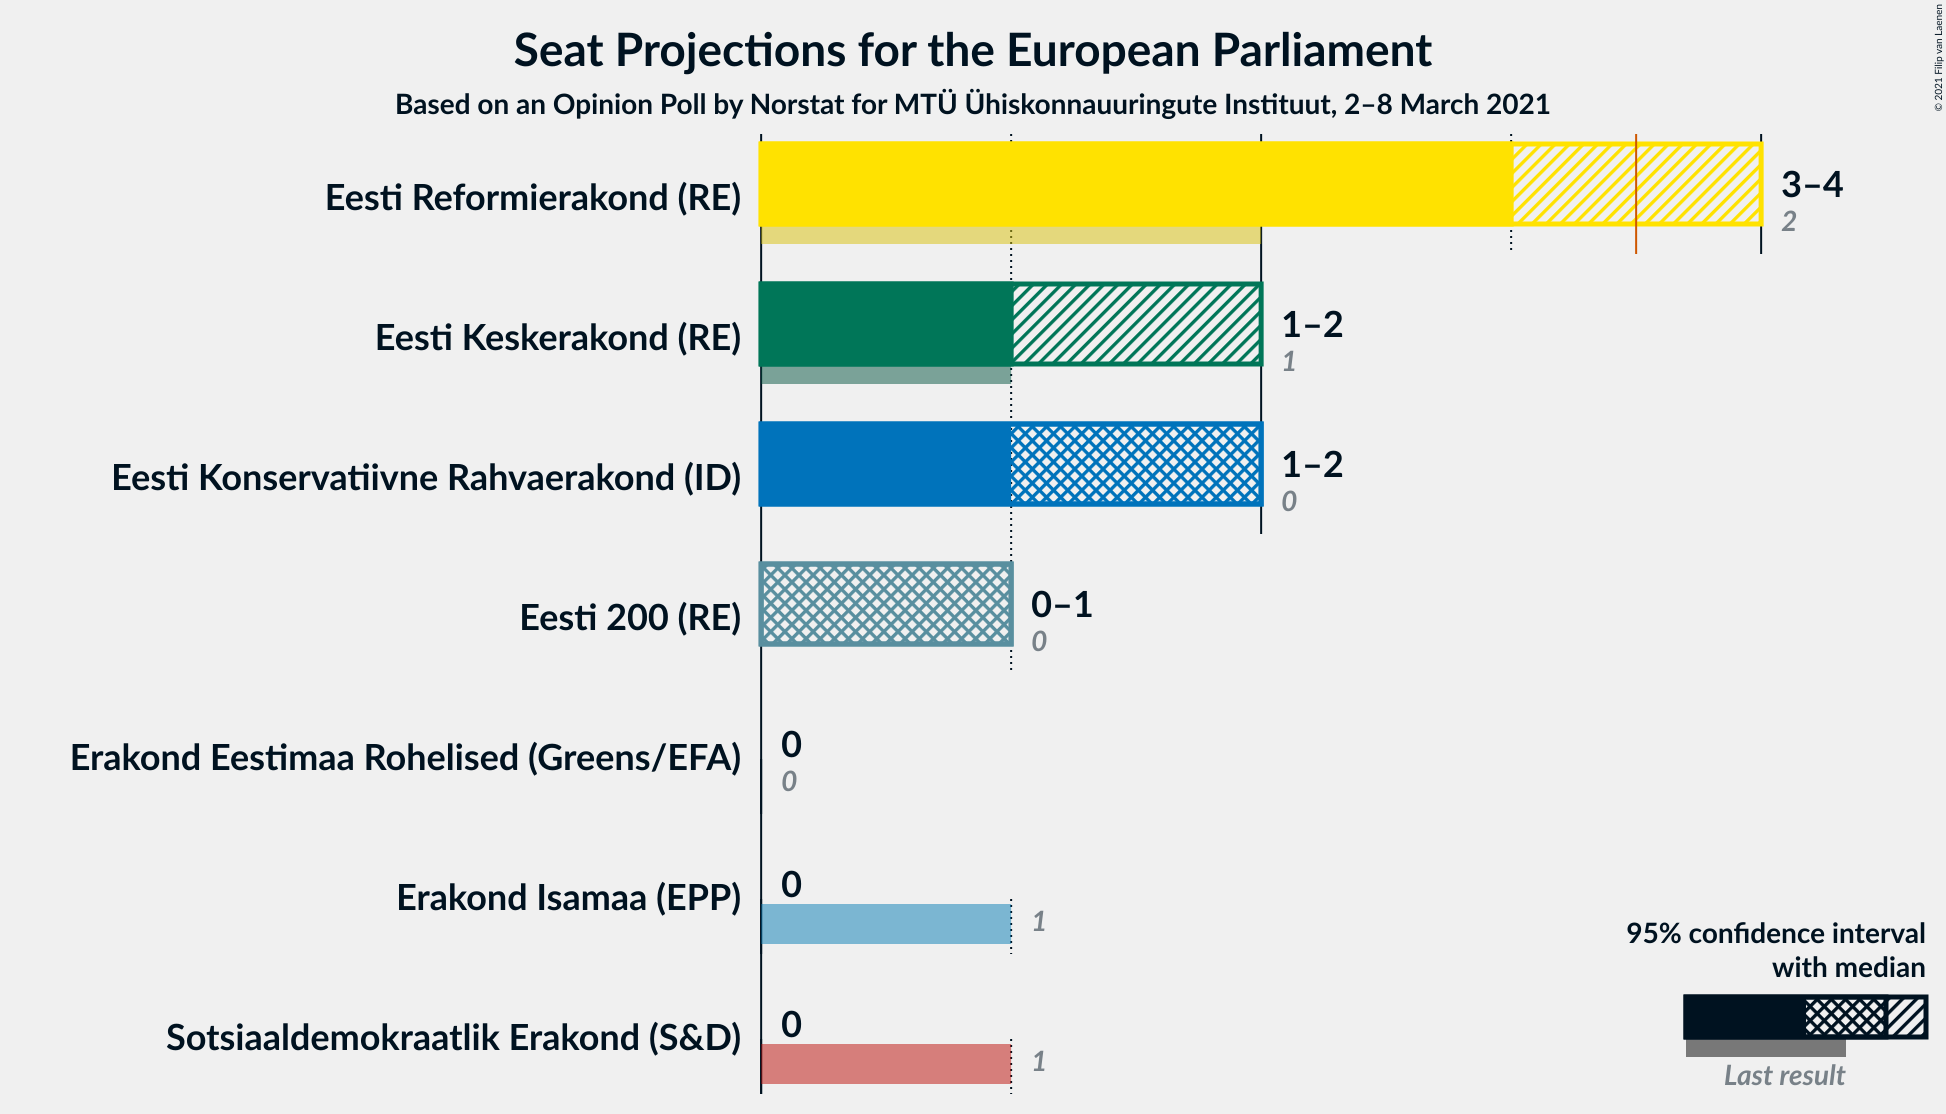 Seat Projections for the European Parliament
Based on an Opinion Poll by Norstat for MTÜ Ühiskonnauuringute Instituut, 2–8 March 2021
© 2021 Filip van Laenen
Eesti Reformierakond (RE)
3–4
2
Eesti Keskerakond (RE)
1–2
1
Eesti Konservatiivne Rahvaerakond (ID)
1–2
0
Eesti 200 (RE)
0–1
0
Erakond Eestimaa Rohelised (Greens/EFA)
0
0
Erakond Isamaa (EPP)
0
1
Sotsiaaldemokraatlik Erakond (S&D)
0
1
95% confidence interval
with median
Last result